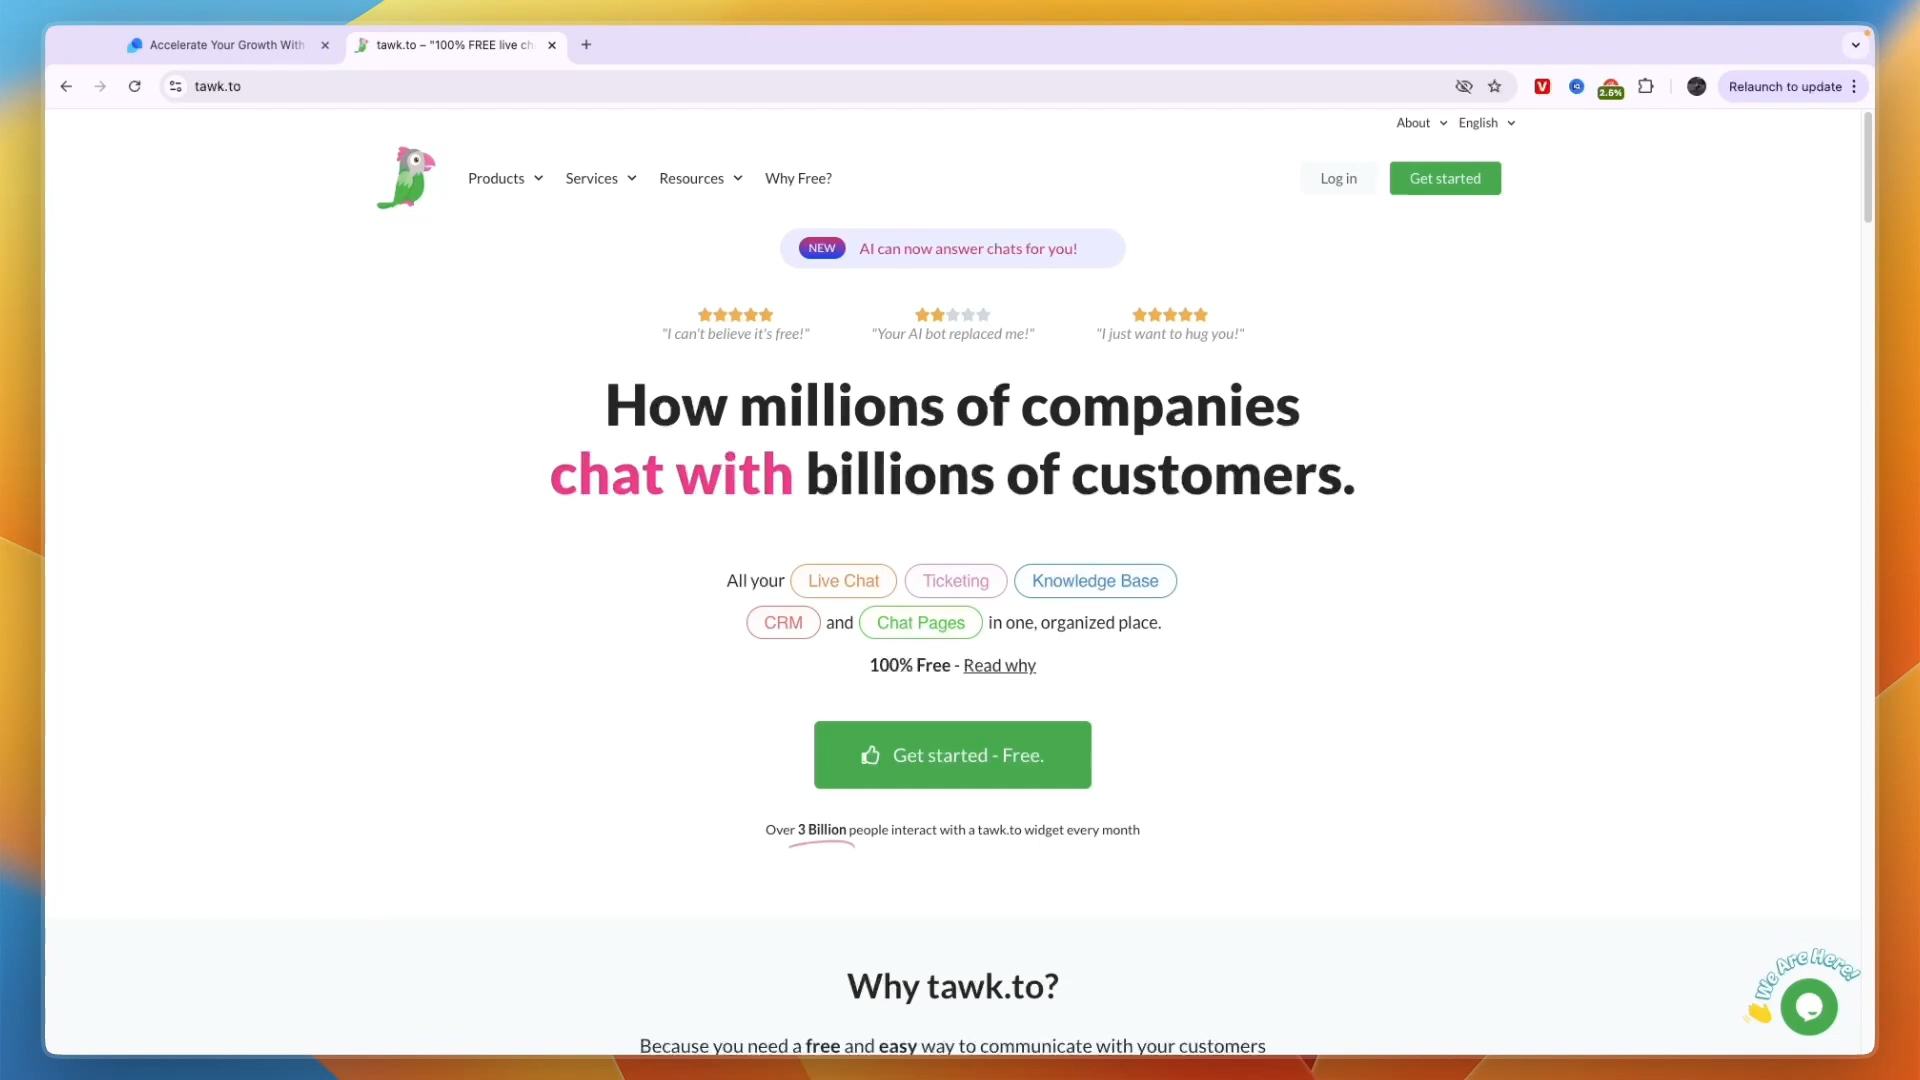 Accelerate Your Growth With
tawk.to – "100% FREE live ch
tawk.to
V
2.6%
Relaunch to update
About English
Products Services Resources Why Free?
Log in Get started
NEW AI can now answer chats for you!
"I can't believe it's free!" "Your AI bot replaced me!" "I just want to hug you!"
How millions of companies
chat with billions of customers.
All your Live Chat Ticketing Knowledge Base
CRM and Chat Pages in one, organized place.
100% Free - Read why
Get started - Free.
Over 3 Billion people interact with a tawk.to widget every month
We Are Here!
Why tawk.to?
Because you need a free and easy way to communicate with your customers